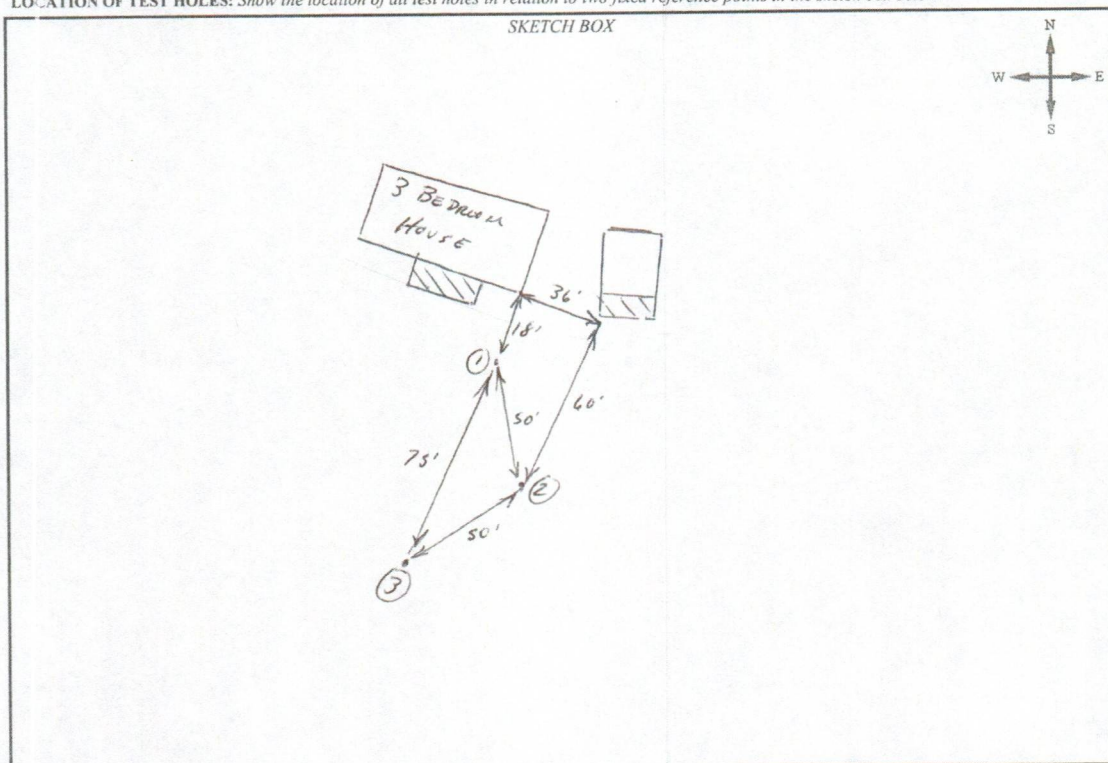 LOCATION OF TEST HOLES: Show the location of all test holes in relation to two fixed reference points in the sketch box
SKETCH BOX
N
W E
S
3 BEDROOM
HOUSE
36'
18'
1
50'
60'
75'
2
50'
3